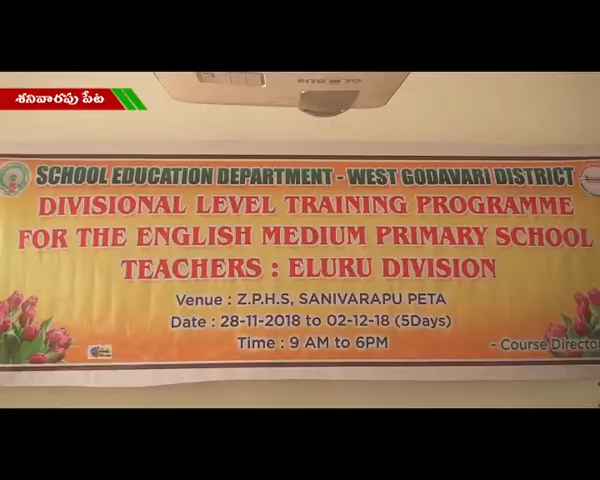 శనివారపు పేట
SCHOOL EDUCATION DEPARTMENT - WEST GODAVARI DISTRICT
DIVISIONAL LEVEL TRAINING PROGRAMME
FOR THE ENGLISH MEDIUM PRIMARY SCHOOL
TEACHERS : ELURU DIVISION
Venue : Z.P.H.S, SANIVARAPU PETA
Date : 28-11-2018 to 02-12-18 (5Days)
Time : 9 AM to 6PM
- Course Director